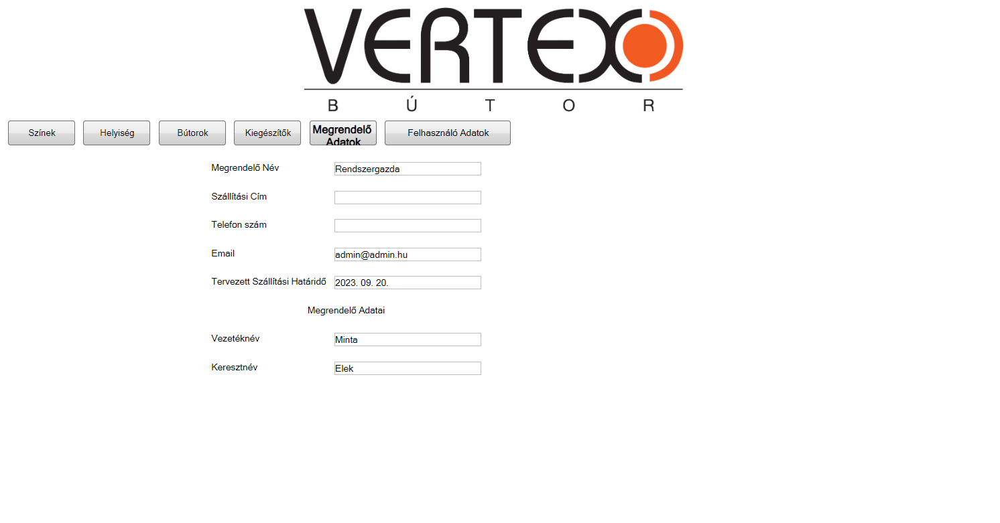 VERTEX
BÚTOR
Színek Helyiség Bútorok Kiegészítők Megrendelő Adatok Felhasználó Adatok
Megrendelő Név Rendszergazda
Szállítási Cím
Telefon szám
Email admin@admin.hu
Tervezett Szállítási Határidő 2023. 09. 20.
Megrendelő Adatai
Vezetéknév Minta
Keresztnév Elek